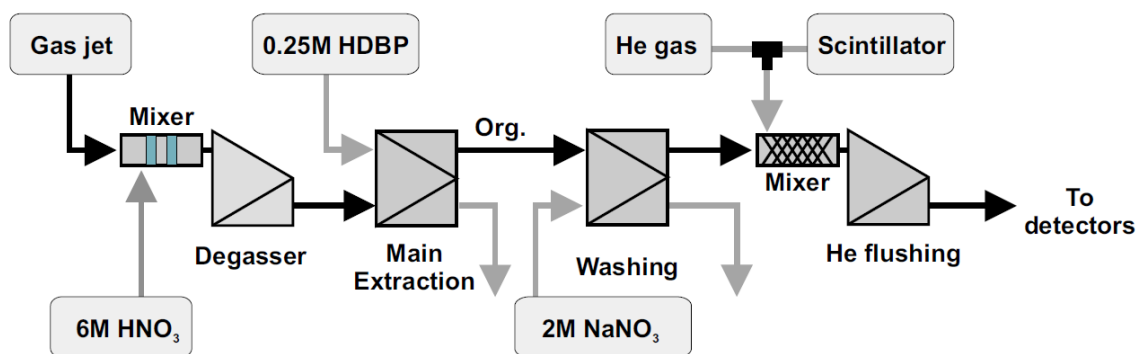 Gas jet
0.25M HDBP
He gas
Scintillator
Mixer
Org.
Mixer
To
detectors
Degasser
Main
Extraction
Washing
He flushing
6M HNO₃
2M NaNO₃